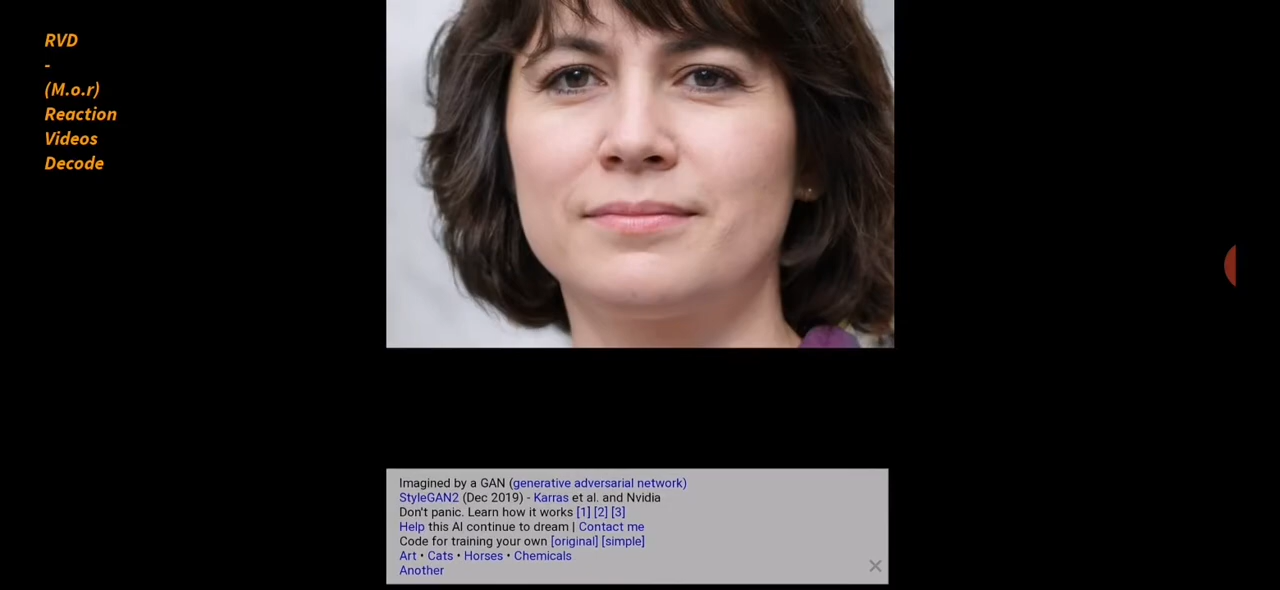 RVD
-
(M.o.r)
Reaction
Videos
Decode
Imagined by a GAN (generative adversarial network)
StyleGAN2 (Dec 2019) - Karras et al. and Nvidia
Don't panic. Learn how it works [1] [2] [3]
Help this AI continue to dream | Contact me
Code for training your own [original] [simple]
Art • Cats • Horses • Chemicals
Another